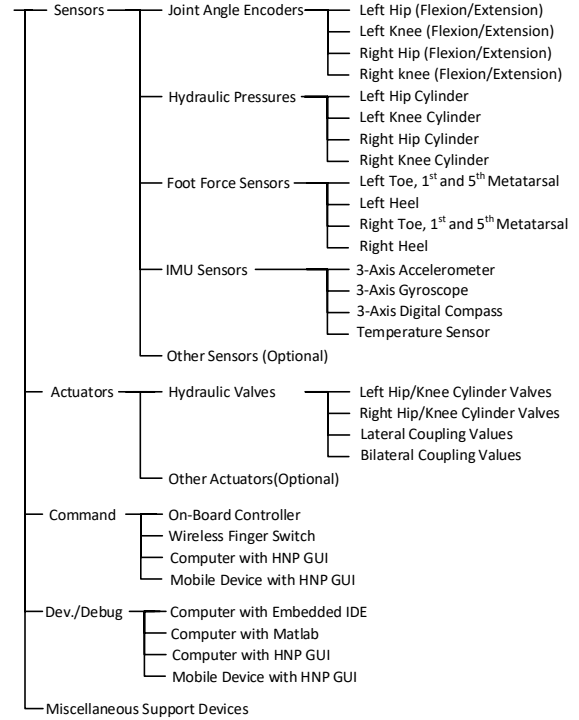 Sensors
Joint Angle Encoders
Left Hip (Flexion/Extension)
Left Knee (Flexion/Extension)
Right Hip (Flexion/Extension)
Right knee (Flexion/Extension)
Hydraulic Pressures
Left Hip Cylinder
Left Knee Cylinder
Right Hip Cylinder
Right Knee Cylinder
Foot Force Sensors
Left Toe, 1st and 5th Metatarsal
Left Heel
Right Toe, 1st and 5th Metatarsal
Right Heel
IMU Sensors
3-Axis Accelerometer
3-Axis Gyroscope
3-Axis Digital Compass
Temperature Sensor
Other Sensors (Optional)
Actuators
Hydraulic Valves
Left Hip/Knee Cylinder Valves
Right Hip/Knee Cylinder Valves
Lateral Coupling Values
Bilateral Coupling Values
Other Actuators(Optional)
Command
On-Board Controller
Wireless Finger Switch
Computer with HNP GUI
Mobile Device with HNP GUI
Dev./Debug
Computer with Embedded IDE
Computer with Matlab
Computer with HNP GUI
Mobile Device with HNP GUI
Miscellaneous Support Devices